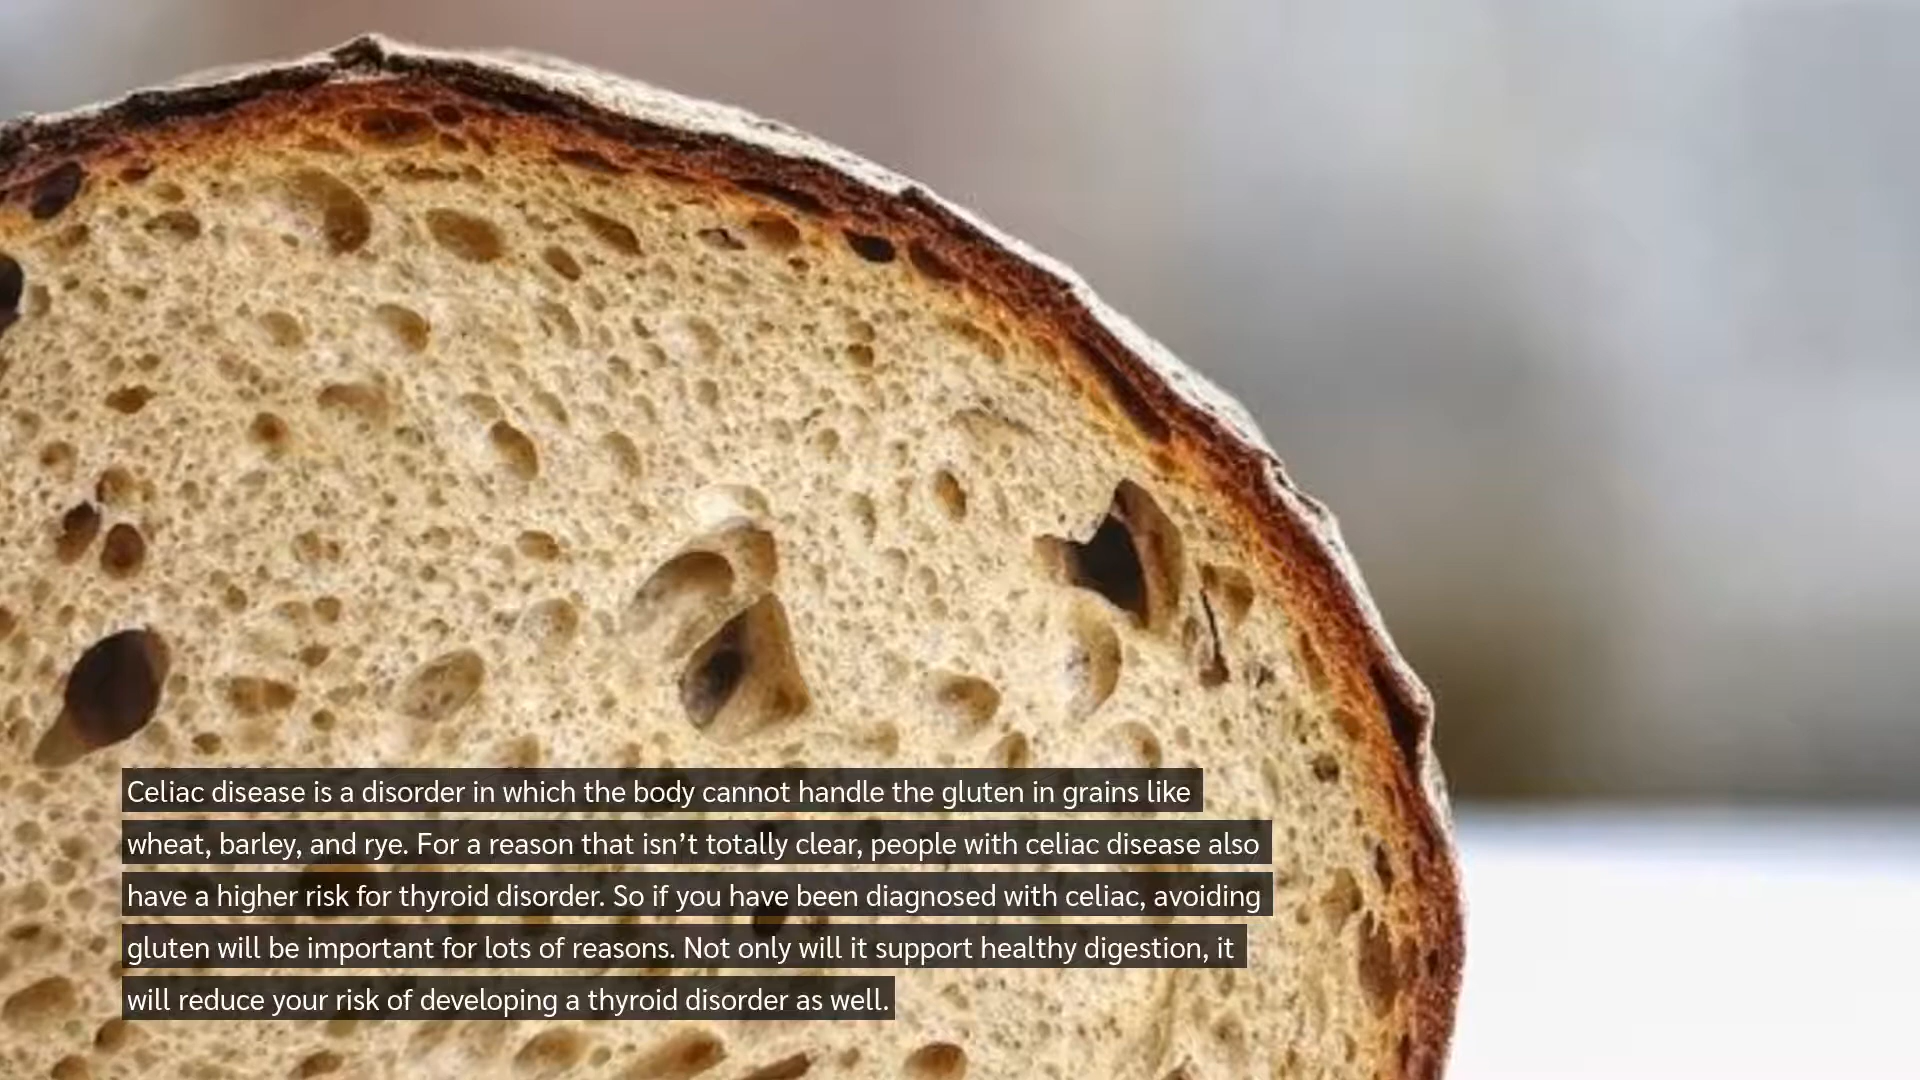 Celiac disease is a disorder in which the body cannot handle the gluten in grains like
wheat, barley, and rye. For a reason that isn’t totally clear, people with celiac disease also
have a higher risk for thyroid disorder. So if you have been diagnosed with celiac, avoiding
gluten will be important for lots of reasons. Not only will it support healthy digestion, it
will reduce your risk of developing a thyroid disorder as well.